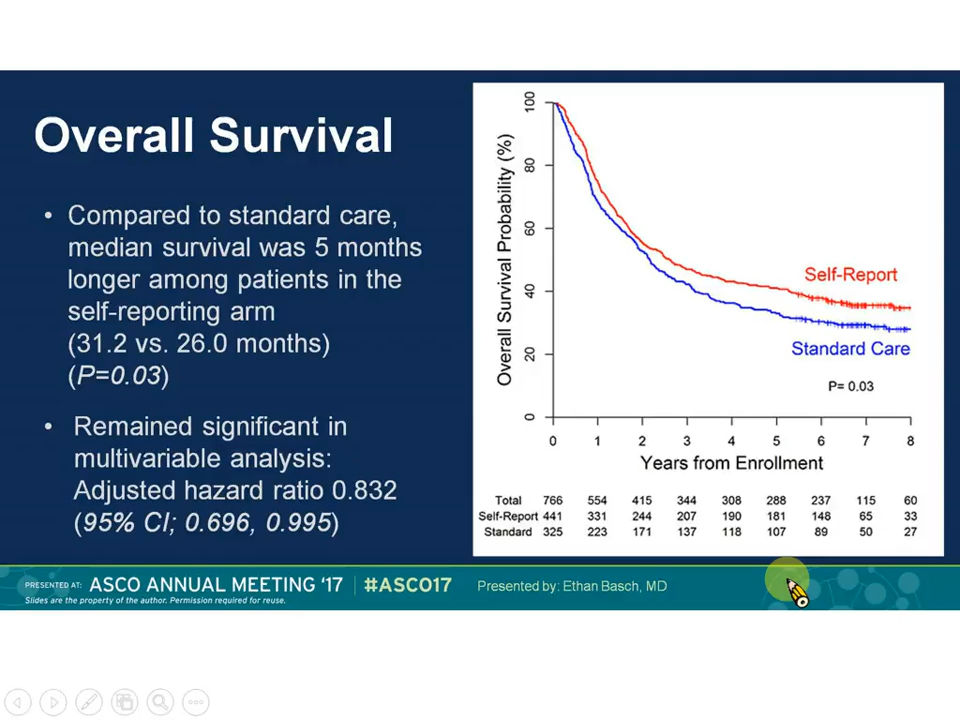 Overall Survival
• Compared to standard care,
median survival was 5 months
longer among patients in the
self-reporting arm
(31.2 vs. 26.0 months)
(P=0.03)
• Remained significant in
multivariable analysis:
Adjusted hazard ratio 0.832
(95% CI; 0.696, 0.995)
Overall Survival Probability (%)
100
80
60
40
20
0
Self-Report
Standard Care
P= 0.03
0 1 2 3 4 5 6 7 8
Years from Enrollment
Total 766 554 415 344 308 288 237 115 60
Self-Report 441 331 244 207 190 181 148 65 33
Standard 325 223 171 137 118 107 89 50 27
PRESENTED AT: ASCO ANNUAL MEETING '17 | #ASCO17 Presented by: Ethan Basch, MD
Slides are the property of the author. Permission required for reuse.